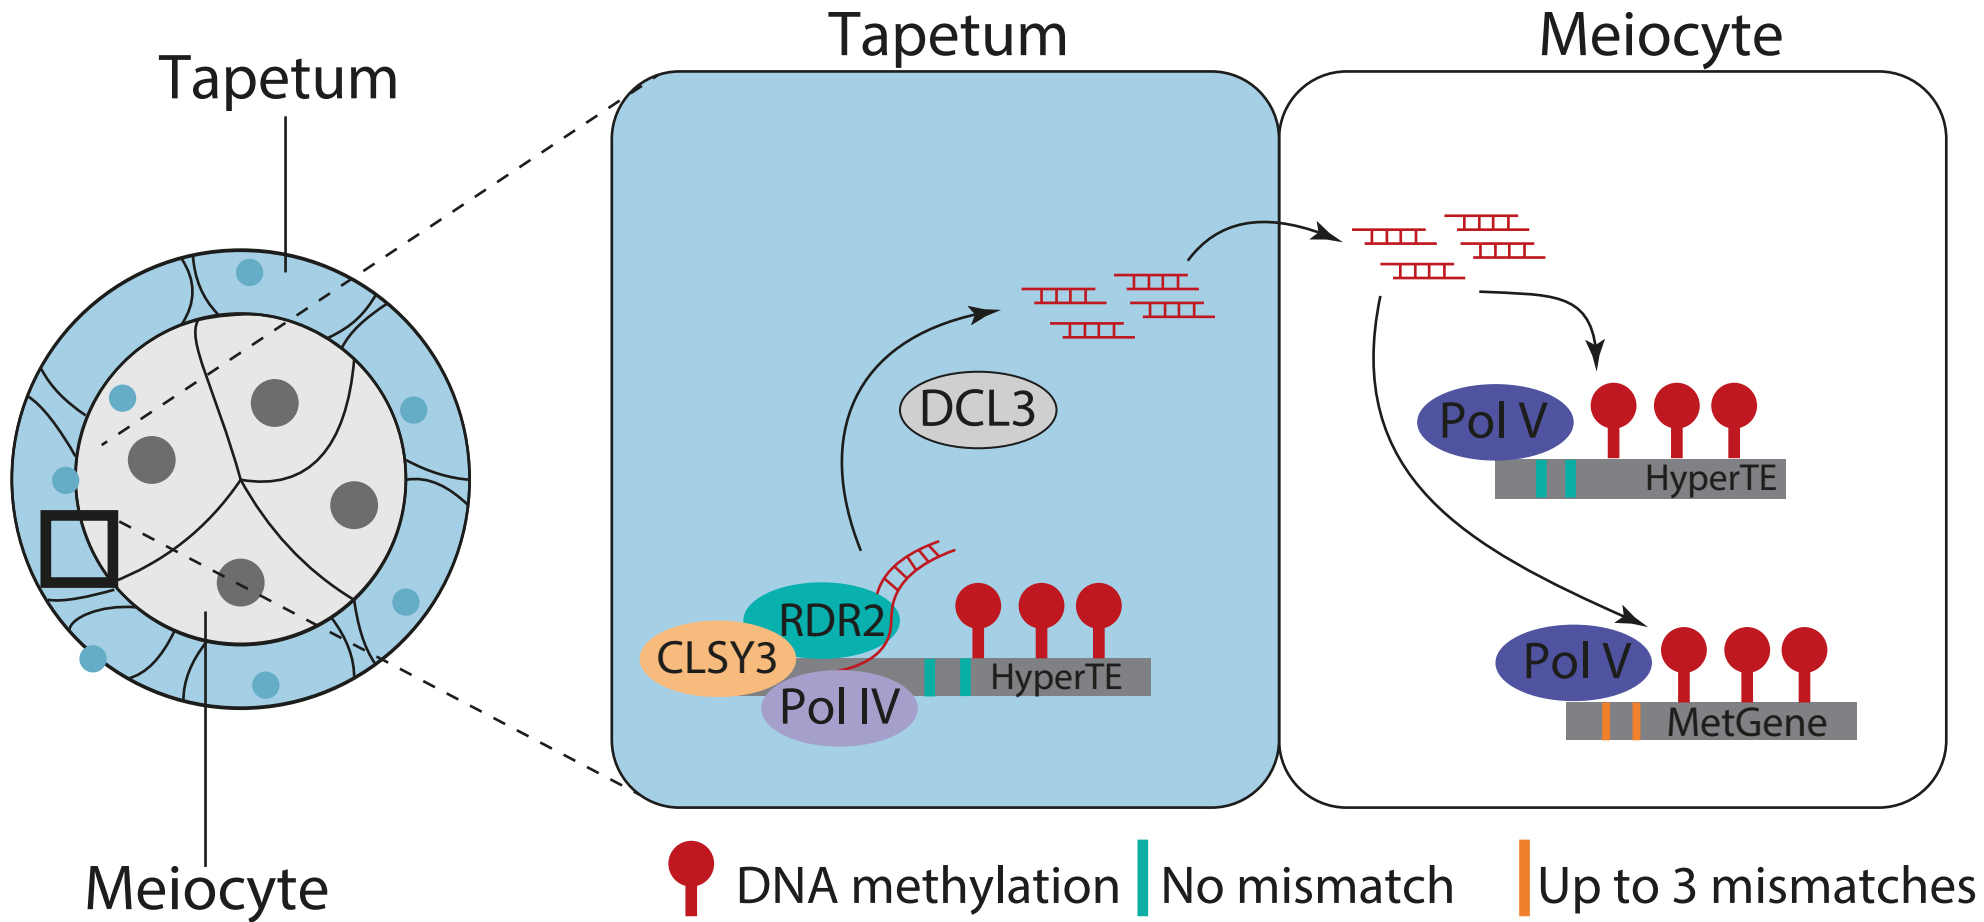 Tapetum
Meiocyte
Tapetum
Meiocyte
DCL3
RDR2
CLSY3
Pol IV
HyperTE
Pol V
HyperTE
Pol V
MetGene
DNA methylation
No mismatch
Up to 3 mismatches